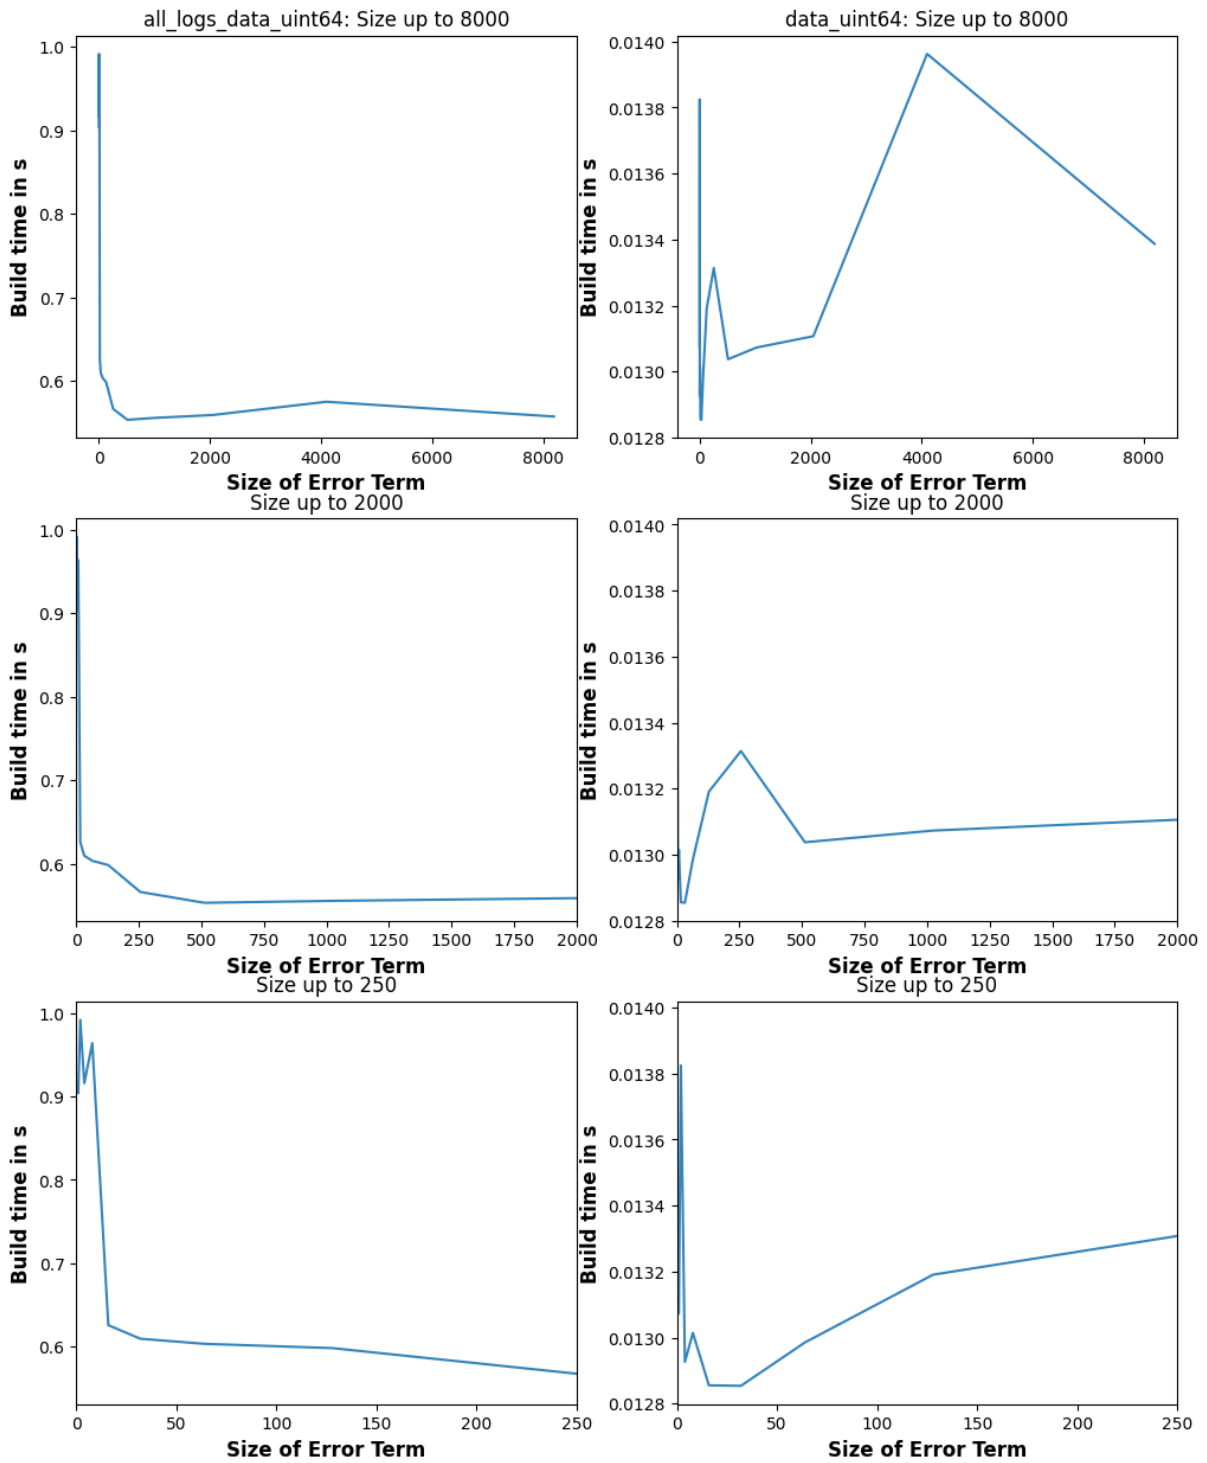 all_logs_data_uint64: Size up to 8000
1.0
0.9
0.8
0.7
0.6
Build time in s
0 2000 4000 6000 8000
Size of Error Term
data_uint64: Size up to 8000
0.0140
0.0138
0.0136
0.0134
0.0132
0.0130
0.0128
Build time in s
0 2000 4000 6000 8000
Size of Error Term
Size up to 2000
1.0
0.9
0.8
0.7
0.6
Build time in s
0 250 500 750 1000 1250 1500 1750 2000
Size of Error Term
Size up to 2000
0.0140
0.0138
0.0136
0.0134
0.0132
0.0130
0.0128
Build time in s
0 250 500 750 1000 1250 1500 1750 2000
Size of Error Term
Size up to 250
1.0
0.9
0.8
0.7
0.6
Build time in s
0 50 100 150 200 250
Size of Error Term
Size up to 250
0.0140
0.0138
0.0136
0.0134
0.0132
0.0130
0.0128
Build time in s
0 50 100 150 200 250
Size of Error Term